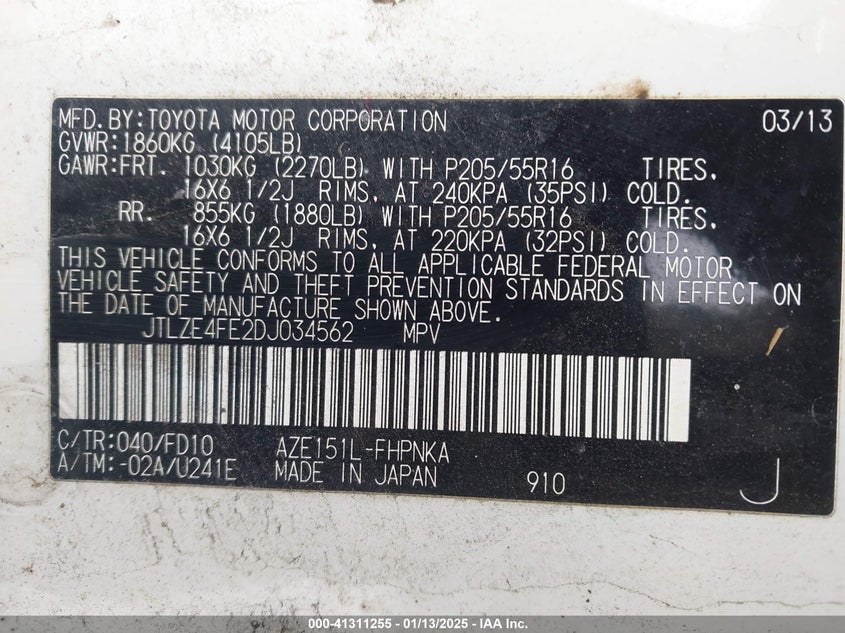 MFD.BY:TOYOTA MOTOR CORPORATION 03/13
GVWR:1860KG (4105LB)
GAWR:FRT. 1030KG (2270LB) WITH P205/55R16 TIRES,
16X6 1/2J RIMS, AT 240KPA (35PSI) COLD.
RR. 855KG (1880LB) WITH P205/55R16 TIRES,
16X6 1/2J RIMS, AT 220KPA (32PSI) COLD.
THIS VEHICLE CONFORMS TO ALL APPLICABLE FEDERAL MOTOR
VEHICLE SAFETY AND THEFT PREVENTION STANDARDS IN EFFECT ON
THE DATE OF MANUFACTURE SHOWN ABOVE.
JTLZE4FE2DJ034562 MPV
C/TR:040/FD10 AZE151L-FHPNKA
A/TM:-02A/U241E MADE IN JAPAN 910 J
000-41311255 - 01/13/2025 - IAA Inc.